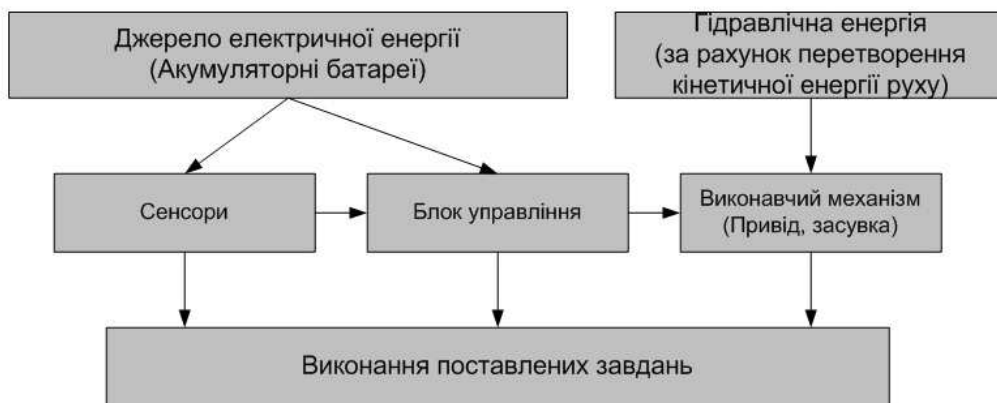 Джерело електричної енергії
(Акумуляторні батареї)
Гідравлічна енергія
(за рахунок перетворення
кінетичної енергії руху)
Сенсори
Блок управління
Виконавчий механізм
(Привід, засувка)
Виконання поставлених завдань